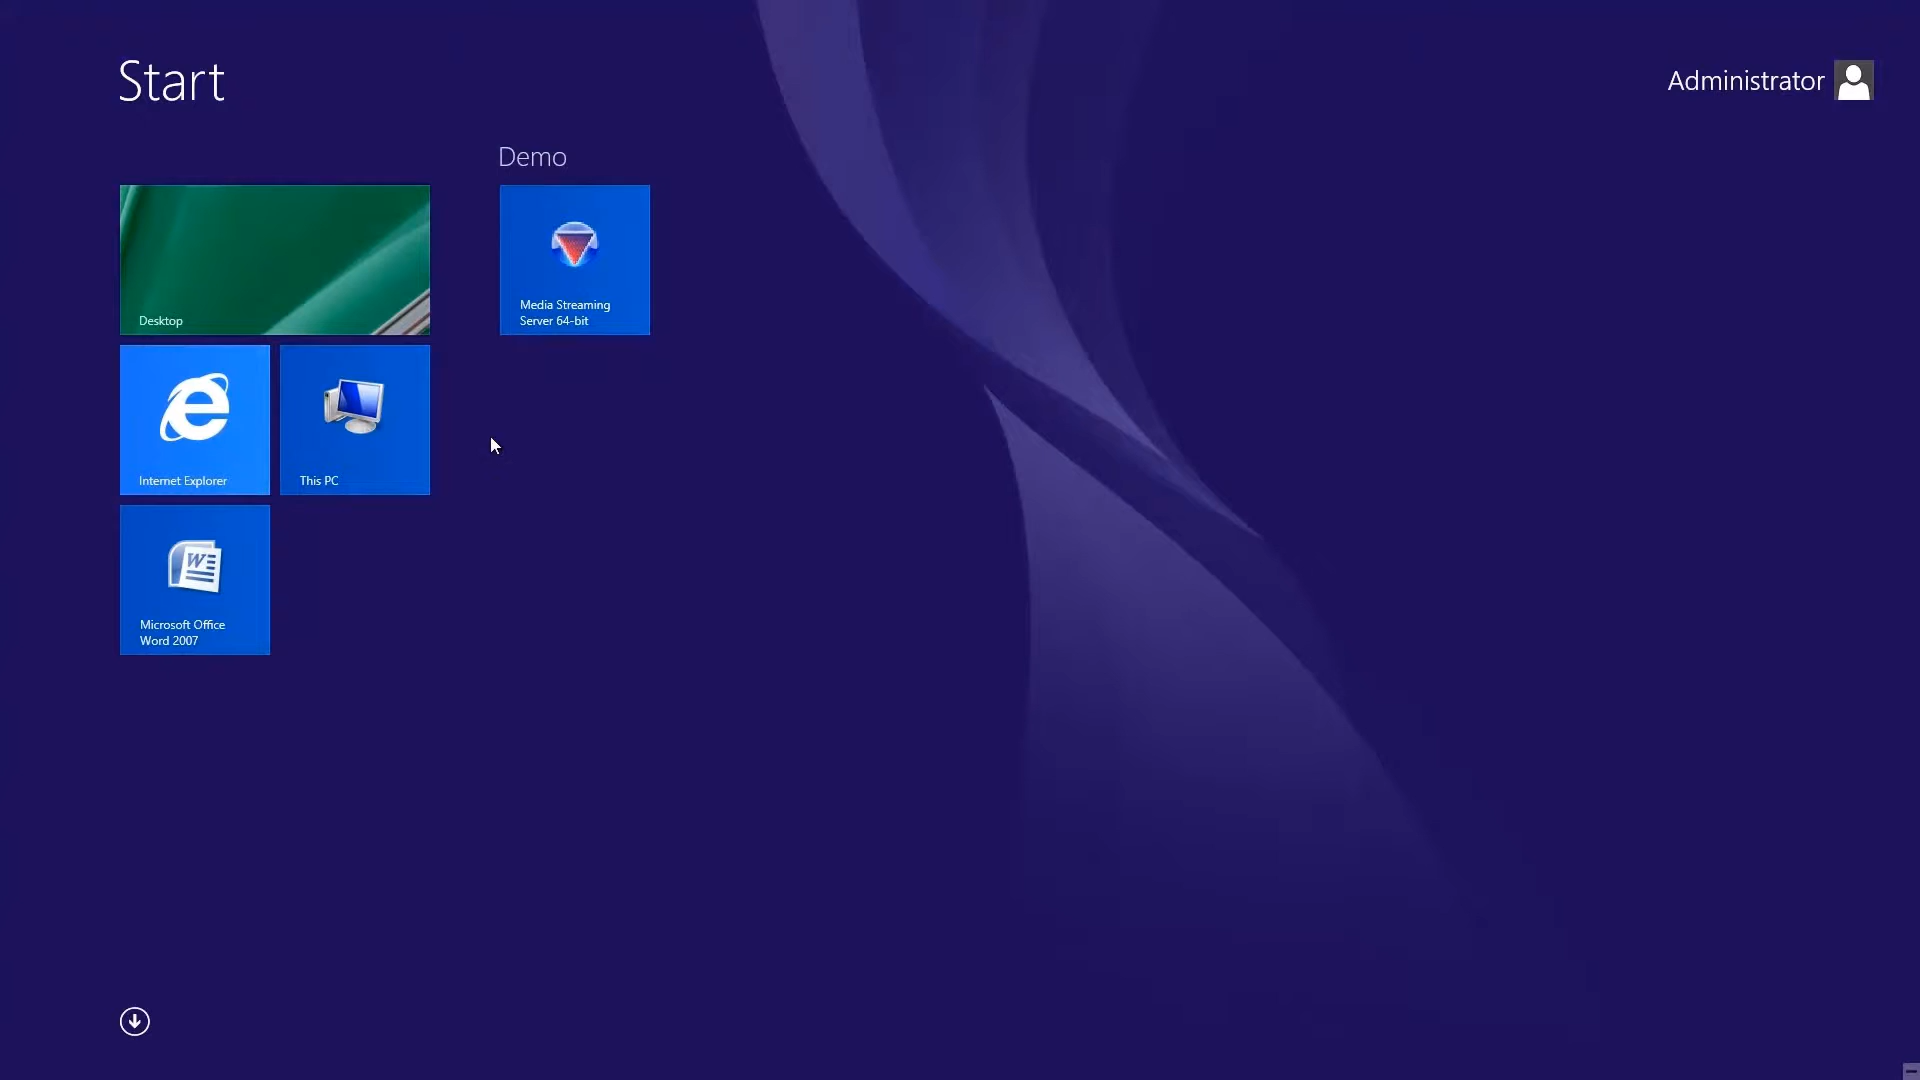 Start
Administrator
Demo
Desktop
Media Streaming
Server 64-bit
Internet Explorer
This PC
Microsoft Office
Word 2007